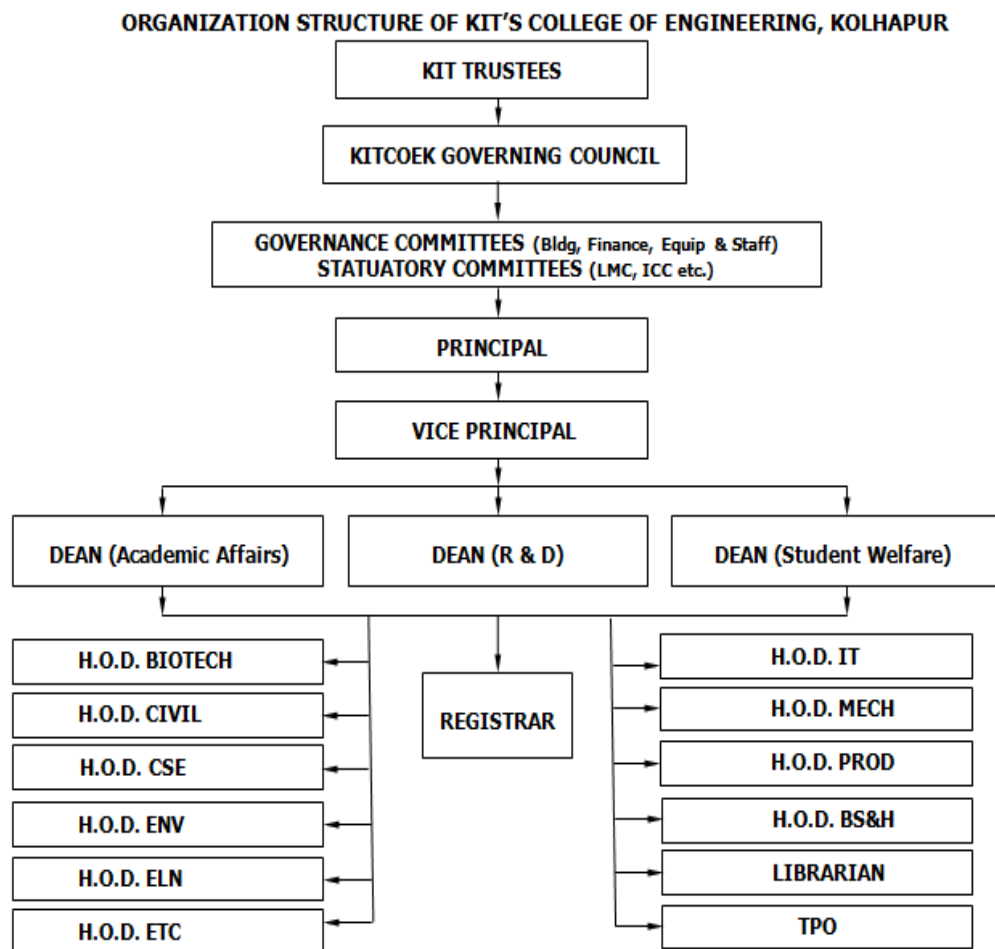 ORGANIZATION STRUCTURE OF KIT'S COLLEGE OF ENGINEERING, KOLHAPUR
KIT TRUSTEES
KITCOEK GOVERNING COUNCIL
GOVERNANCE COMMITTEES (Bldg, Finance, Equip & Staff)
STATUATORY COMMITTEES (LMC, ICC etc.)
PRINCIPAL
VICE PRINCIPAL
DEAN (Academic Affairs)
DEAN (R & D)
DEAN (Student Welfare)
H.O.D. BIOTECH
H.O.D. CIVIL
H.O.D. CSE
H.O.D. ENV
H.O.D. ELN
H.O.D. ETC
REGISTRAR
H.O.D. IT
H.O.D. MECH
H.O.D. PROD
H.O.D. BS&H
LIBRARIAN
TPO